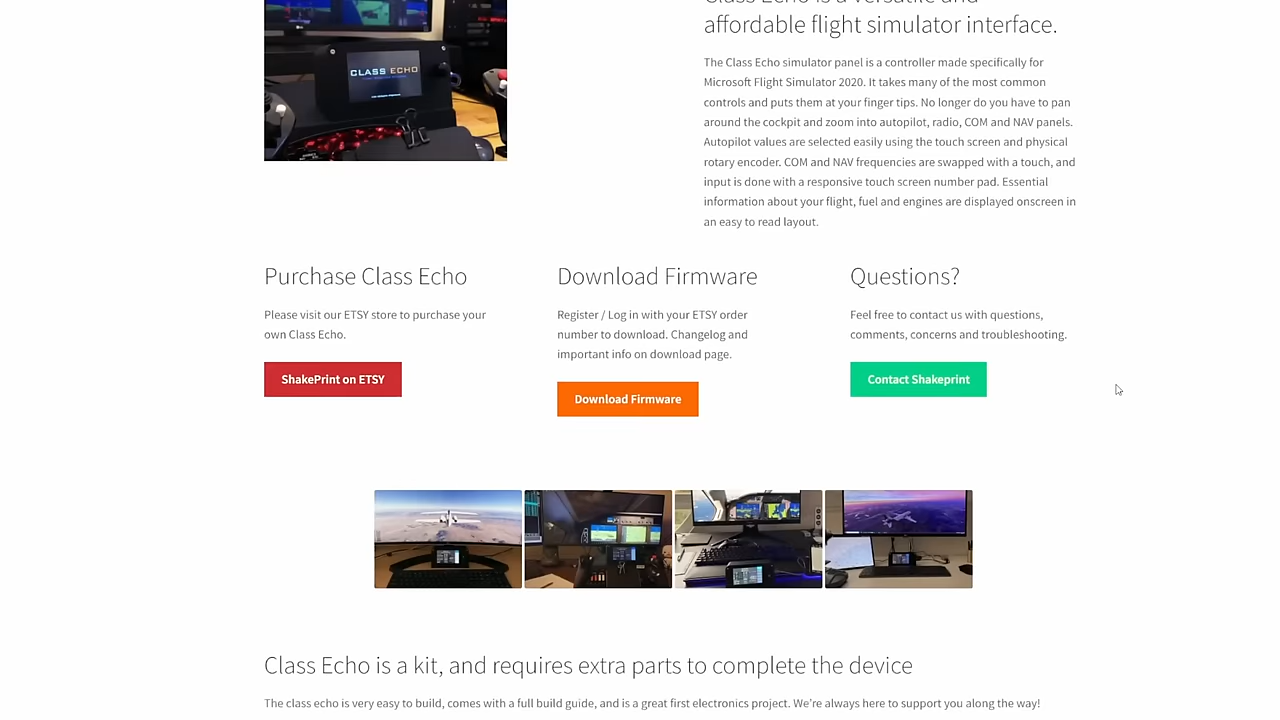 Class Echo is a versatile and
affordable flight simulator interface.
CLASS ECHO
The Class Echo simulator panel is a controller made specifically for
Microsoft Flight Simulator 2020. It takes many of the most common
controls and puts them at your finger tips. No longer do you have to pan
around the cockpit and zoom into autopilot, radio, COM and NAV panels.
Autopilot values are selected easily using the touch screen and physical
rotary encoder. COM and NAV frequencies are swapped with a touch, and
input is done with a responsive touch screen number pad. Essential
information about your flight, fuel and engines are displayed onscreen in
an easy to read layout.
Purchase Class Echo
Please visit our ETSY store to purchase your
own Class Echo.
ShakePrint on ETSY
Download Firmware
Register / Log in with your ETSY order
number to download. Changelog and
important info on download page.
Download Firmware
Questions?
Feel free to contact us with questions,
comments, concerns and troubleshooting.
Contact Shakeprint
Class Echo is a kit, and requires extra parts to complete the device
The class echo is very easy to build, comes with a full build guide, and is a great first electronics project. We're always here to support you along the way!